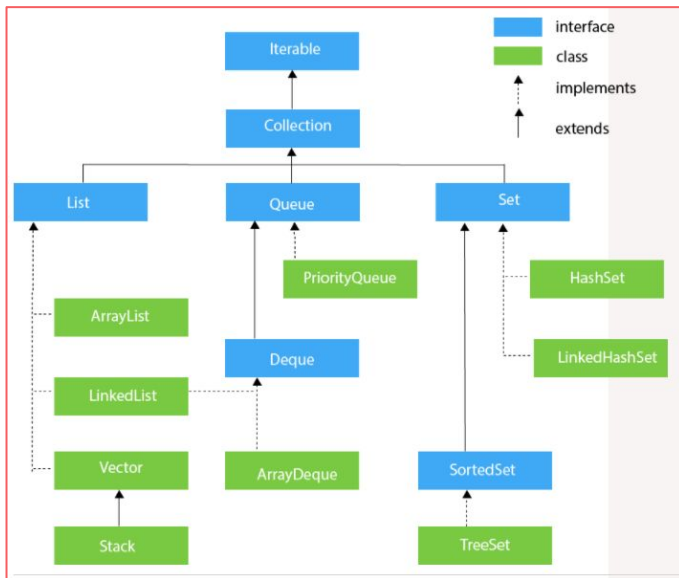 interface
Iterable
class
implements
Collection
extends
List
Queue
Set
PriorityQueue
HashSet
ArrayList
Deque
LinkedHashSet
LinkedList
Vector
ArrayDeque
SortedSet
Stack
TreeSet